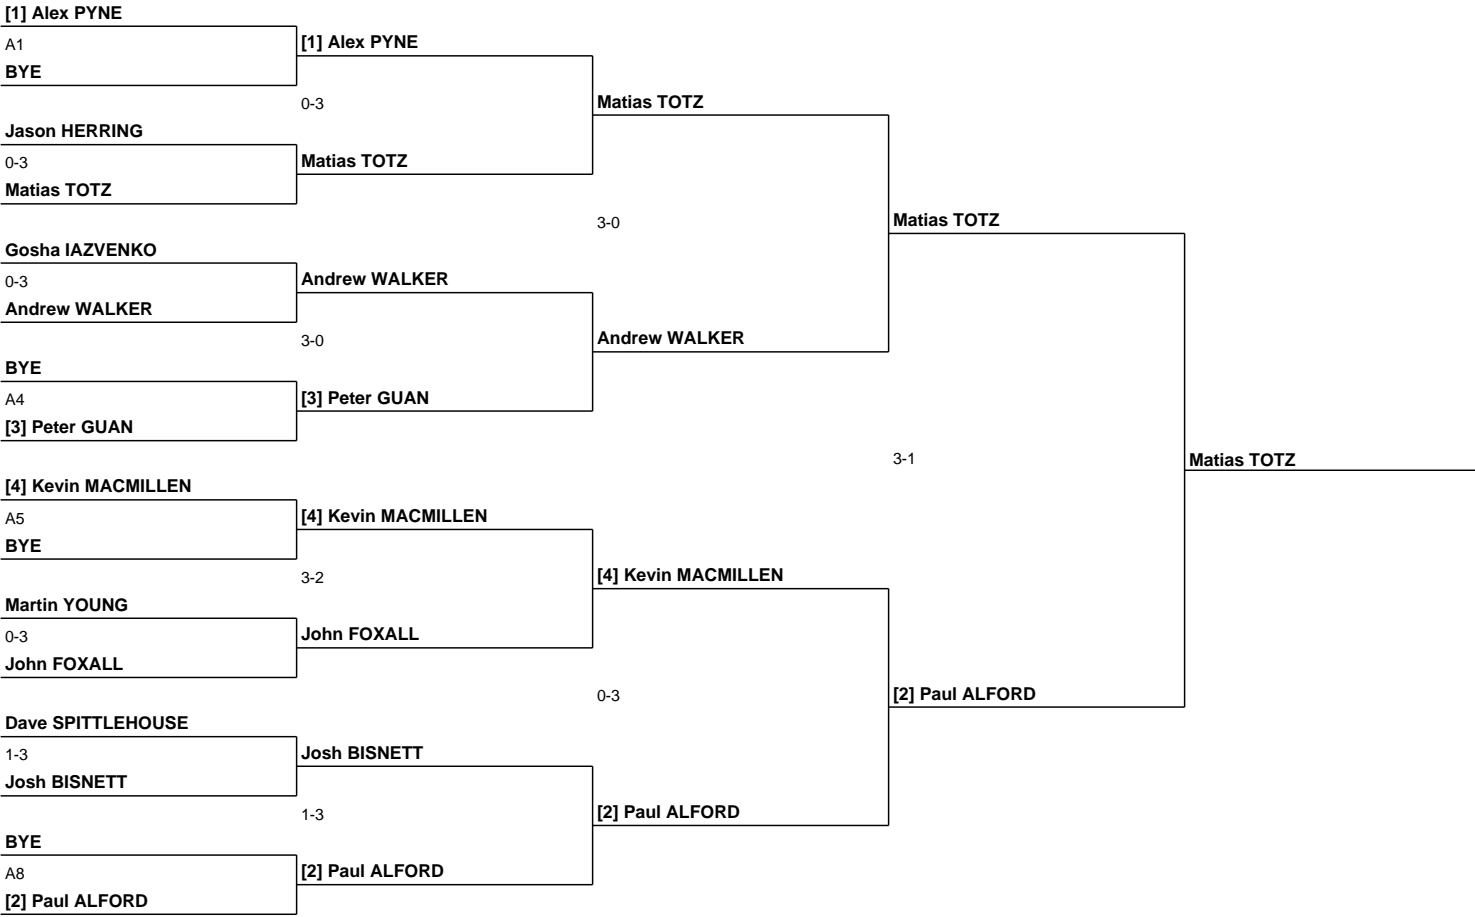 [1] Alex PYNE
A1
BYE
Jason HERRING
0-3
Matias TOTZ
Gosha IAZVENKO
0-3
Andrew WALKER
BYE
A4
[3] Peter GUAN
[4] Kevin MACMILLEN
A5
BYE
Martin YOUNG
0-3
John FOXALL
Dave SPITTLEHOUSE
1-3
Josh BISNETT
BYE
A8
[2] Paul ALFORD
[1] Alex PYNE
0-3
Matias TOTZ
Andrew WALKER
3-0
[3] Peter GUAN
[4] Kevin MACMILLEN
3-2
John FOXALL
Josh BISNETT
1-3
[2] Paul ALFORD
Matias TOTZ
3-0
Andrew WALKER
[4] Kevin MACMILLEN
0-3
[2] Paul ALFORD
Matias TOTZ
3-1
[2] Paul ALFORD
Matias TOTZ